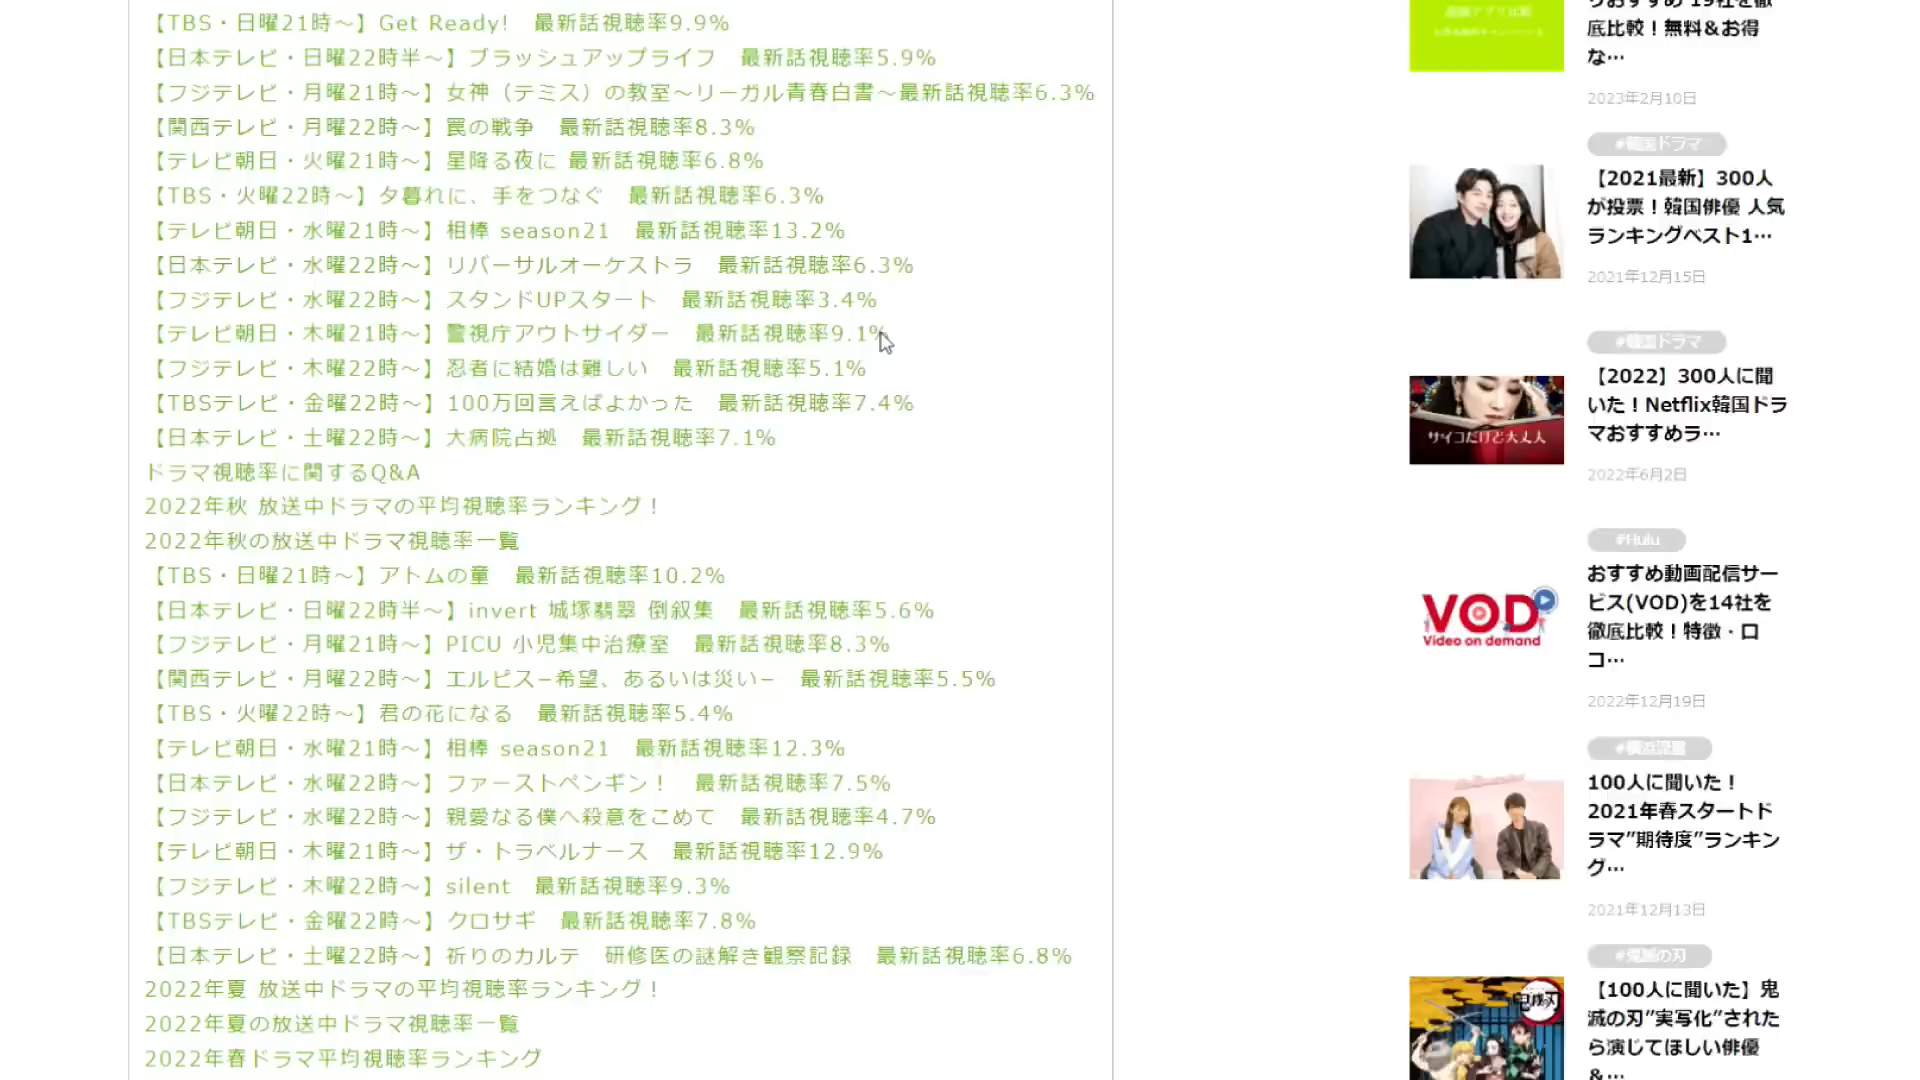 【TBS・日曜21時～】Get Ready!　最新話視聴率9.9%
【日本テレビ・日曜22時半～】ブラッシュアップライフ　最新話視聴率5.9%
【フジテレビ・月曜21時～】女神（テミス）の教室～リーガル青春白書～最新話視聴率6.3%
【関西テレビ・月曜22時～】罠の戦争　最新話視聴率8.3%
【テレビ朝日・火曜21時～】星降る夜に 最新話視聴率6.8%
【TBS・火曜22時～】夕暮れに、手をつなぐ　最新話視聴率6.3%
【テレビ朝日・水曜21時～】相棒 season21　最新話視聴率13.2%
【日本テレビ・水曜22時～】リバーサルオーケストラ　最新話視聴率6.3%
【フジテレビ・水曜22時～】スタンドUPスタート　最新話視聴率3.4%
【テレビ朝日・木曜21時～】警視庁アウトサイダー　最新話視聴率9.1%
【フジテレビ・木曜22時～】忍者に結婚は難しい　最新話視聴率5.1%
【TBSテレビ・金曜22時～】100万回言えばよかった　最新話視聴率7.4%
【日本テレビ・土曜22時～】大病院占拠　最新話視聴率7.1%
ドラマ視聴率に関するQ&A
2022年秋 放送中ドラマの平均視聴率ランキング！
2022年秋の放送中ドラマ視聴率一覧
【TBS・日曜21時～】アトムの童　最新話視聴率10.2%
【日本テレビ・日曜22時半～】invert 城塚翡翠 倒叙集　最新話視聴率5.6%
【フジテレビ・月曜21時～】PICU 小児集中治療室　最新話視聴率8.3%
【関西テレビ・月曜22時～】エルピス−希望、あるいは災い−　最新話視聴率5.5%
【TBS・火曜22時～】君の花になる　最新話視聴率5.4%
【テレビ朝日・水曜21時～】相棒 season21　最新話視聴率12.3%
【日本テレビ・水曜22時～】ファーストペンギン！　最新話視聴率7.5%
【フジテレビ・水曜22時～】親愛なる僕へ殺意をこめて　最新話視聴率4.7%
【テレビ朝日・木曜21時～】ザ・トラベルナース　最新話視聴率12.9%
【フジテレビ・木曜22時～】silent　最新話視聴率9.3%
【TBSテレビ・金曜22時～】クロサギ　最新話視聴率7.8%
【日本テレビ・土曜22時～】祈りのカルテ　研修医の謎解き観察記録　最新話視聴率6.8%
2022年夏 放送中ドラマの平均視聴率ランキング！
2022年夏の放送中ドラマ視聴率一覧
2022年春ドラマ平均視聴率ランキング
底比較！無料&お得
な…
2023年2月10日
#韓国ドラマ
【2021最新】300人
が投票！韓国俳優 人気
ランキングベスト1…
2021年12月15日
#韓国ドラマ
サイコだけど大丈夫
【2022】300人に聞
いた！Netflix韓国ドラ
マおすすめラ…
2022年6月2日
#Hulu
VOD
Video on demand
おすすめ動画配信サー
ビス(VOD)を14社を
徹底比較！特徴・口
コ…
2022年12月19日
#横浜流星
100人に聞いた！
2021年春スタートド
ラマ”期待度”ランキン
グ…
2021年12月13日
#鬼滅の刃
【100人に聞いた】鬼
滅の刃”実写化”された
ら演じてほしい俳優
&…